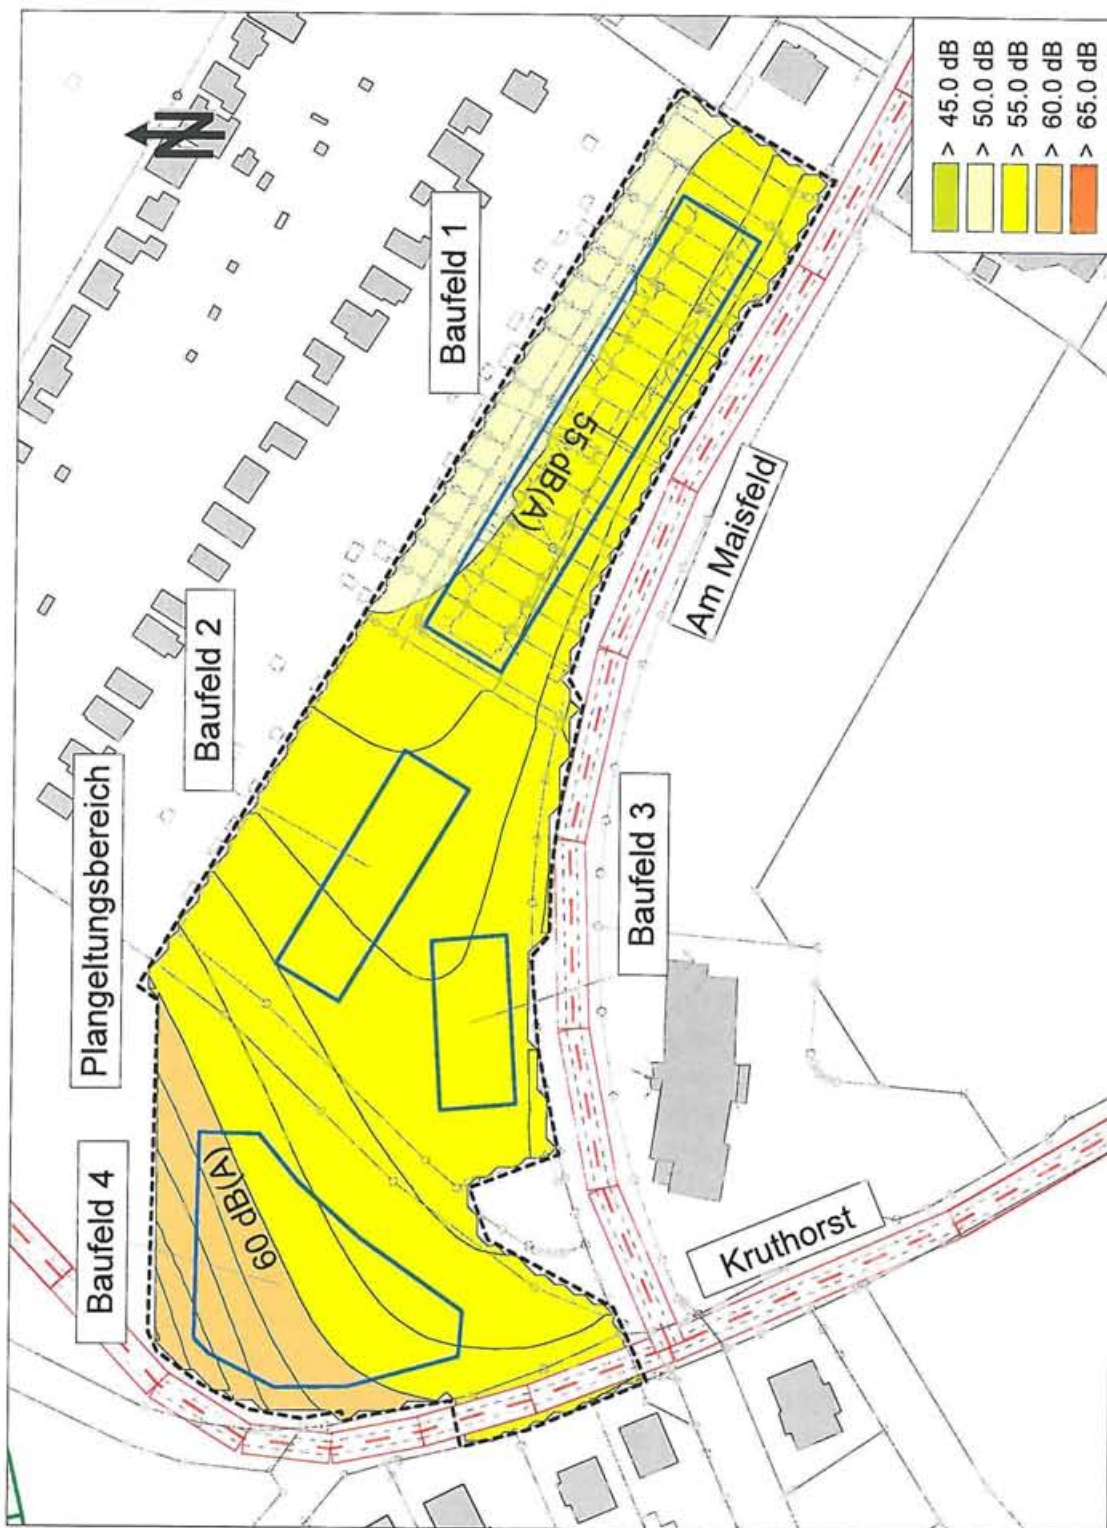 Baufeld 4
Plangeltungsbereich
Baufeld 2
Baufeld 1
N
60 dB(A)
55 dB(A)
Kruthorst
Baufeld 3
Am Maisfeld
> 45.0 dB
> 50.0 dB
> 55.0 dB
> 60.0 dB
> 65.0 dB